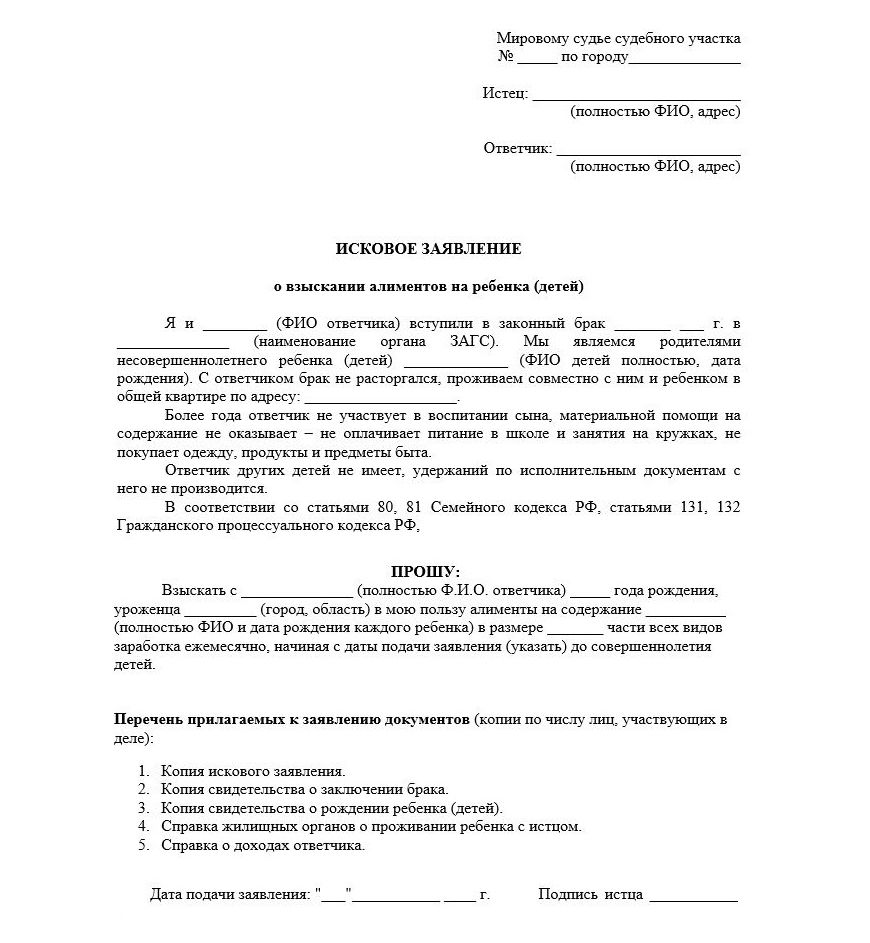 Мировому судье судебного участка
№ _____ по городу______________
Истец: __________________________
(полностью ФИО, адрес)
Ответчик: _______________________
(полностью ФИО, адрес)
ИСКОВОЕ ЗАЯВЛЕНИЕ
о взыскании алиментов на ребенка (детей)
Я и ________ (ФИО ответчика) вступили в законный брак _______ ___ г. в
______________ (наименование органа ЗАГС). Мы являемся родителями
несовершеннолетнего ребенка (детей) _____________ (ФИО детей полностью, дата
рождения). С ответчиком брак не расторгался, проживаем совместно с ним и ребенком в
общей квартире по адресу: ___________________.
Более года ответчик не участвует в воспитании сына, материальной помощи на
содержание не оказывает – не оплачивает питание в школе и занятия на кружках, не
покупает одежду, продукты и предметы быта.
Ответчик других детей не имеет, удержаний по исполнительным документам с
него не производится.
В соответствии со статьями 80, 81 Семейного кодекса РФ, статьями 131, 132
Гражданского процессуального кодекса РФ,
ПРОШУ:
Взыскать с ______________ (полностью Ф.И.О. ответчика) _____ года рождения,
уроженца _________ (город, область) в мою пользу алименты на содержание __________
(полностью ФИО и дата рождения каждого ребенка) в размере _______ части всех видов
заработка ежемесячно, начиная с даты подачи заявления (указать) до совершеннолетия
детей.
Перечень прилагаемых к заявлению документов (копии по числу лиц, участвующих в
деле):
1. Копия искового заявления.
2. Копия свидетельства о заключении брака.
3. Копия свидетельства о рождении ребенка (детей).
4. Справка жилищных органов о проживании ребенка с истцом.
5. Справка о доходах ответчика.
Дата подачи заявления: "___"___________ ____ г. Подпись истца ___________